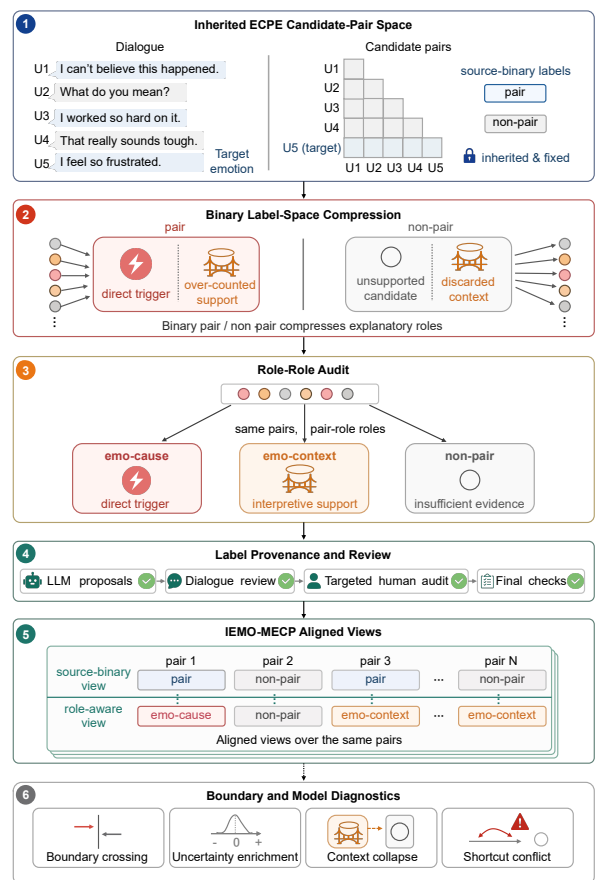 1 Inherited ECPE Candidate-Pair Space
Dialogue
U1 I can't believe this happened.
U2 What do you mean?
U3 I worked so hard on it.
U4 That really sounds tough.
U5 I feel so frustrated.
Target emotion
Candidate pairs
U1
U2
U3
U4
U5 (target)
U1 U2 U3 U4 U5
source-binary labels
pair
non-pair
inherited & fixed
2 Binary Label-Space Compression
pair
direct trigger
over-counted support
non-pair
unsupported candidate
discarded context
Binary pair / non-pair compresses explanatory roles
3 Role-Role Audit
same pairs, pair-role roles
emo-cause
direct trigger
emo-context
interpretive support
non-pair
insufficient evidence
4 Label Provenance and Review
LLM proposals Dialogue review Targeted human audit Final checks
5 IEMO-MECP Aligned Views
pair 1 pair 2 pair 3 pair N
source-binary view
pair non-pair pair ... non-pair
role-aware view
emo-cause non-pair emo-context ... emo-context
Aligned views over the same pairs
6 Boundary and Model Diagnostics
Boundary crossing
- 0 +
Uncertainty enrichment
Context collapse
Shortcut conflict